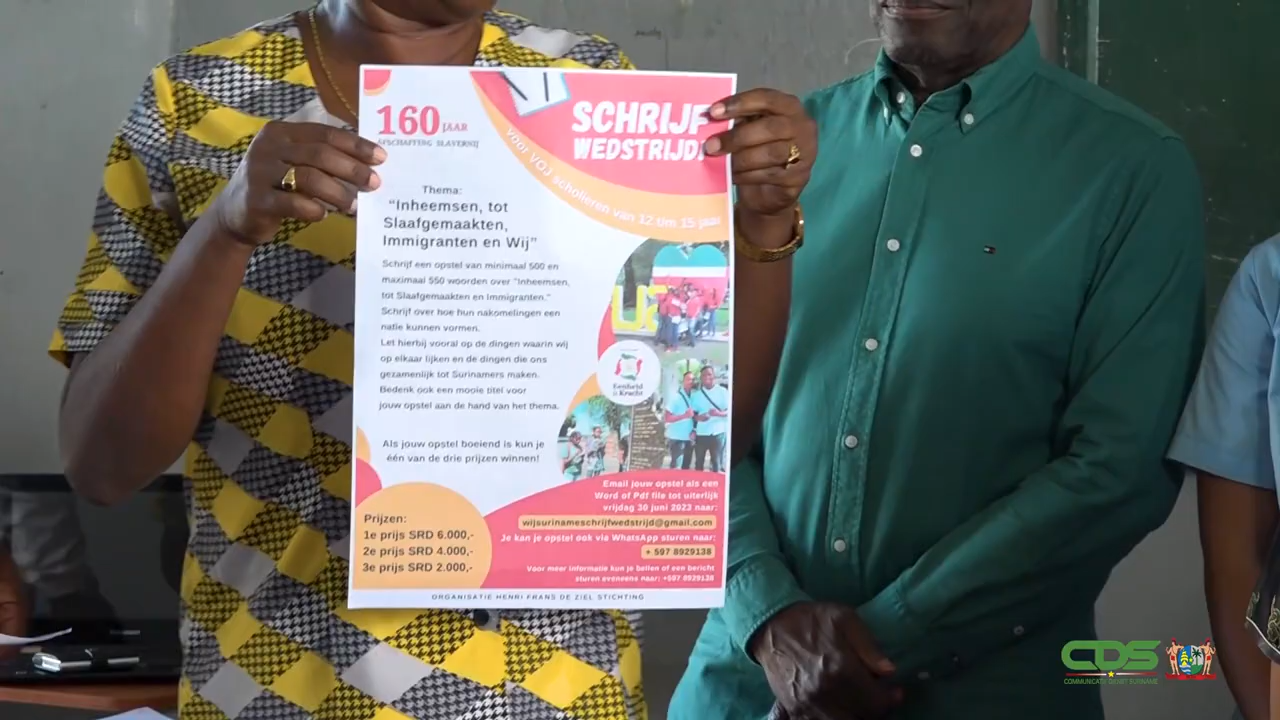 160 JAAR
AFSCHAFFING SLAVERNIJ
SCHRIJF
WEDSTRIJD
voor VOJ scholieren van 12 t/m 15 jaar
Thema:
"Inheemsen, tot
Slaafgemaakten,
Immigranten en Wij"
Schrijf een opstel van minimaal 500 en
maximaal 550 woorden over "Inheemsen,
tot Slaafgemaakten en Immigranten."
Schrijf over hoe hun nakomelingen een
natie kunnen vormen.
Let hierbij vooral op de dingen waarin wij
op elkaar lijken en de dingen die ons
gezamenlijk tot Surinamers maken.
Bedenk ook een mooie titel voor
jouw opstel aan de hand van het thema.
Als jouw opstel boeiend is kun je
één van de drie prijzen winnen!
Eenheid
is Kracht
Prijzen:
1e prijs SRD 6.000,-
2e prijs SRD 4.000,-
3e prijs SRD 2.000,-
Email jouw opstel als een
Word of Pdf file tot uiterlijk
vrijdag 30 juni 2023 naar:
wijsurinameschrijfwedstrijd@gmail.com
Je kan je opstel ook via WhatsApp sturen naar:
+ 597 8929138
Voor meer informatie kun je bellen of een bericht
sturen eveneens naar: +597 8929138
ORGANISATIE HENRI FRANS DE ZIEL STICHTING
CDS
COMMUNICATIE DIENST SURINAME